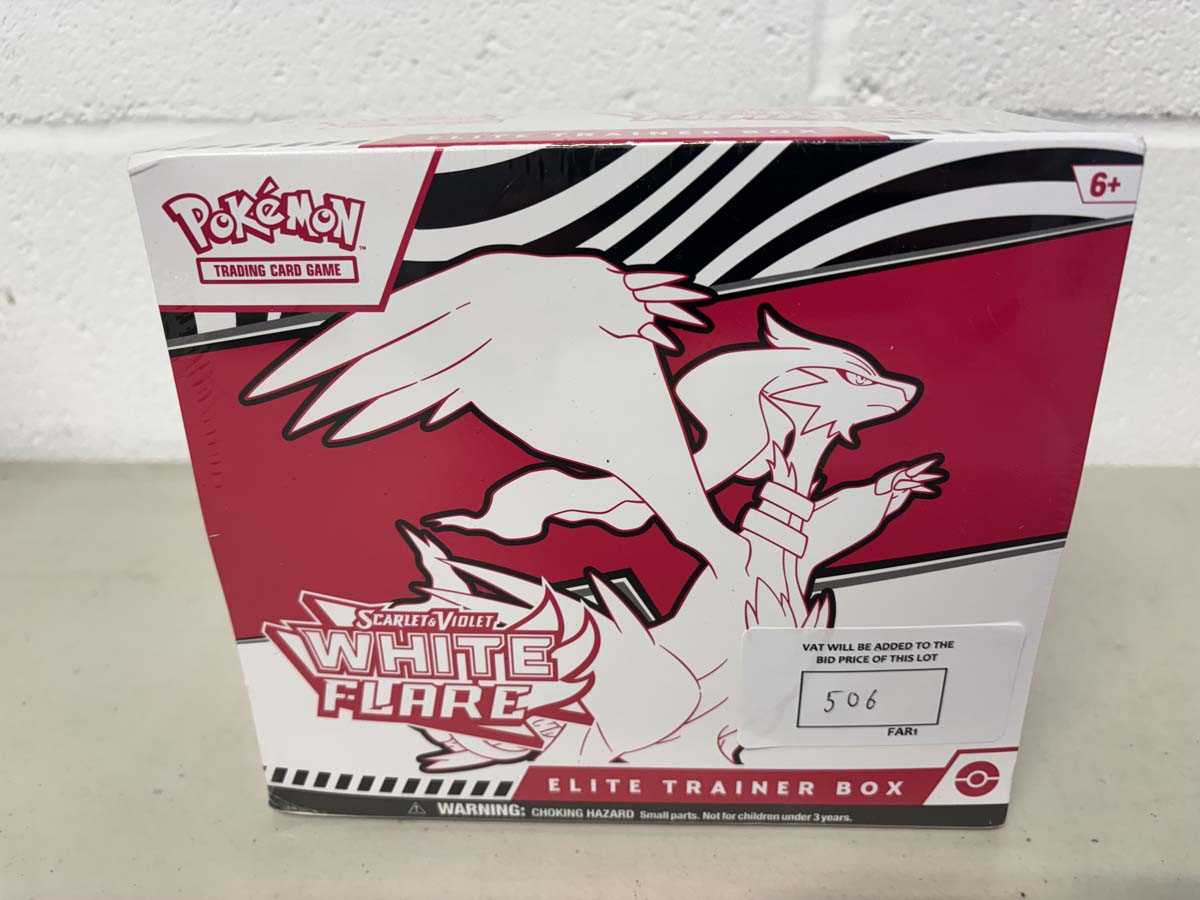 ELITE TRAINER BOX
POKéMON
TRADING CARD GAME
6+
SCARLET & VIOLET
WHITE
FLARE
VAT WILL BE ADDED TO THE
BID PRICE OF THIS LOT
506
FAR1
ELITE TRAINER BOX
WARNING: CHOKING HAZARD Small parts. Not for children under 3 years.